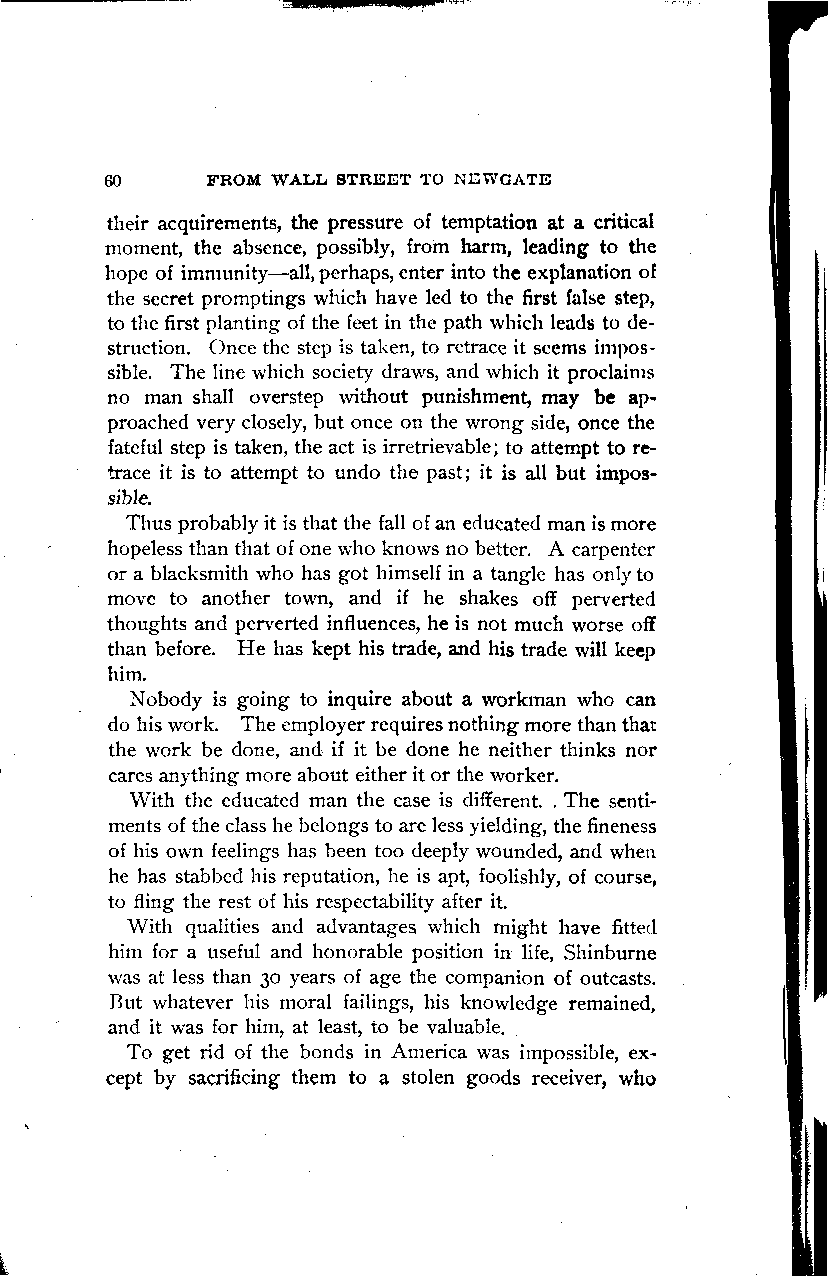 60 FROM WALL STREET TO NEWGATE
their acquirements, the pressure of temptation at a critical
moment, the absence, possibly, from harm, leading to the
hope of immunity—all, perhaps, enter into the explanation of
the secret promptings which have led to the first false step,
to the first planting of the feet in the path which leads to de-
struction. Once the step is taken, to retrace it seems impos-
sible. The line which society draws, and which it proclaims
no man shall overstep without punishment, may be ap-
proached very closely, but once on the wrong side, once the
fateful step is taken, the act is irretrievable; to attempt to re-
trace it is to attempt to undo the past; it is all but impos-
sible.
Thus probably it is that the fall of an educated man is more
hopeless than that of one who knows no better. A carpenter
or a blacksmith who has got himself in a tangle has only to
move to another town, and if he shakes off perverted
thoughts and perverted influences, he is not much worse off
than before. He has kept his trade, and his trade will keep
him.
Nobody is going to inquire about a workman who can
do his work. The employer requires nothing more than that
the work be done, and if it be done he neither thinks nor
cares anything more about either it or the worker.
With the educated man the case is different. The senti-
ments of the class he belongs to are less yielding, the fineness
of his own feelings has been too deeply wounded, and when
he has stabbed his reputation, he is apt, foolishly, of course,
to fling the rest of his respectability after it.
With qualities and advantages which might have fitted
him for a useful and honorable position in life, Shinburne
was at less than 30 years of age the companion of outcasts.
But whatever his moral failings, his knowledge remained,
and it was for him, at least, to be valuable.
To get rid of the bonds in America was impossible, ex-
cept by sacrificing them to a stolen goods receiver, who